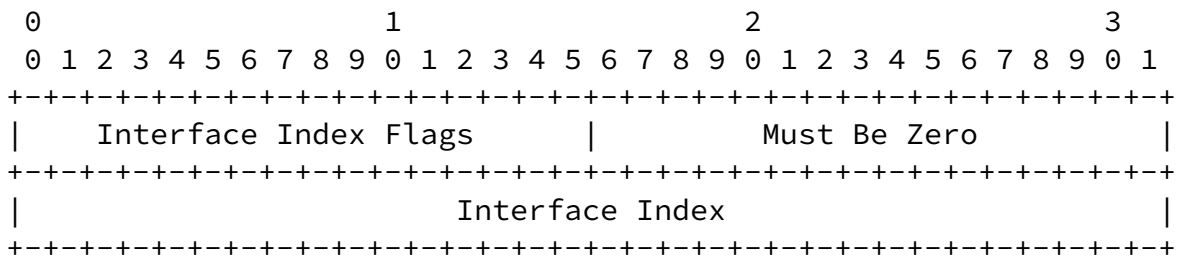 0                   1                   2                   3
 0 1 2 3 4 5 6 7 8 9 0 1 2 3 4 5 6 7 8 9 0 1 2 3 4 5 6 7 8 9 0 1
+-+-+-+-+-+-+-+-+-+-+-+-+-+-+-+-+-+-+-+-+-+-+-+-+-+-+-+-+-+-+-+-+
|    Interface Index Flags      |         Must Be Zero          |
+-+-+-+-+-+-+-+-+-+-+-+-+-+-+-+-+-+-+-+-+-+-+-+-+-+-+-+-+-+-+-+-+
|                        Interface Index                        |
+-+-+-+-+-+-+-+-+-+-+-+-+-+-+-+-+-+-+-+-+-+-+-+-+-+-+-+-+-+-+-+-+